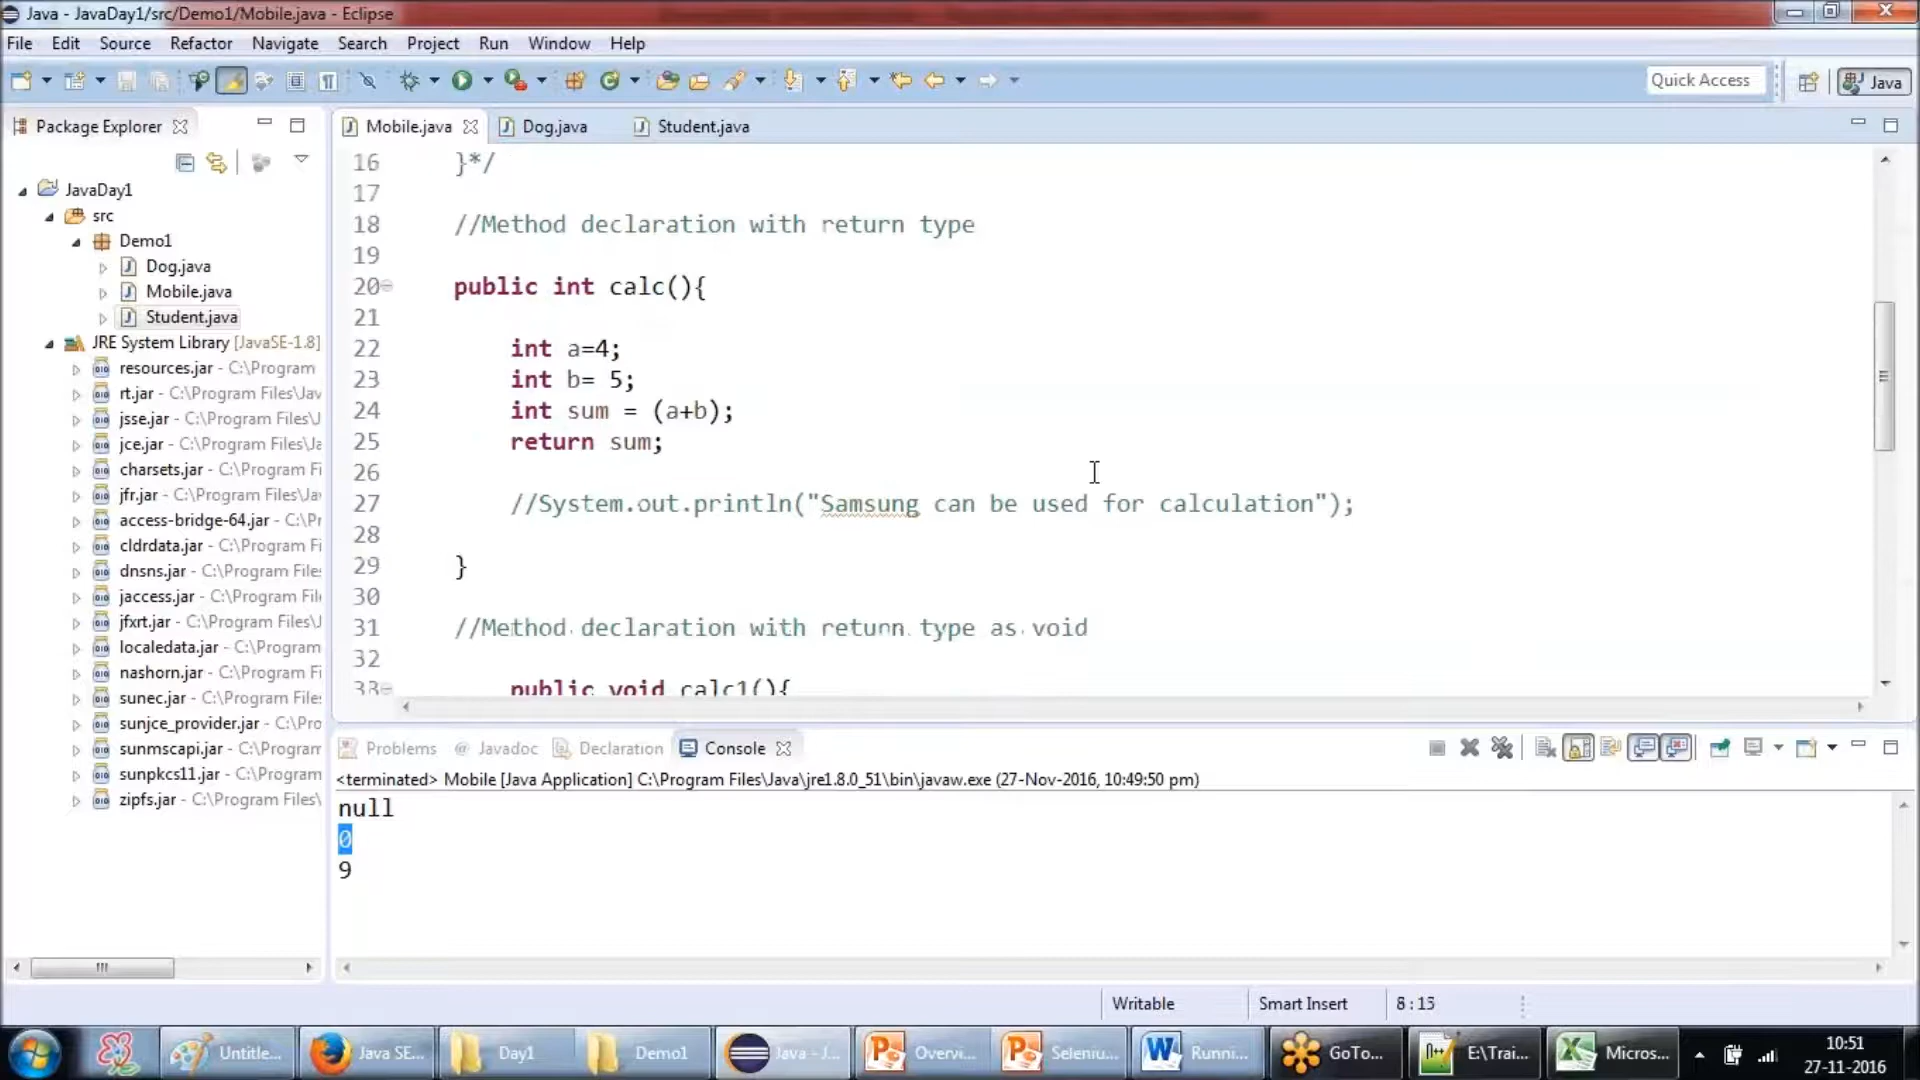 Java - JavaDay1/src/Demo1/Mobile.java - Eclipse
File Edit Source Refactor Navigate Search Project Run Window Help
Quick Access
Java
Package Explorer
Mobile.java Dog.java Student.java
JavaDay1
src
Demo1
Dog.java
Mobile.java
Student.java
JRE System Library [JavaSE-1.8]
resources.jar - C:\Program
rt.jar - C:\Program Files\Jav
jsse.jar - C:\Program Files\J
jce.jar - C:\Program Files\Ja
charsets.jar - C:\Program F
jfr.jar - C:\Program Files\Ja
access-bridge-64.jar - C:\Pr
cldrdata.jar - C:\Program Fi
dnsns.jar - C:\Program File
jaccess.jar - C:\Program Fi
jfxrt.jar - C:\Program Files\J
localedata.jar - C:\Program
nashorn.jar - C:\Program Fi
sunec.jar - C:\Program Files
sunjce_provider.jar - C:\Pro
sunmscapi.jar - C:\Program
sunpkcs11.jar - C:\Program
zipfs.jar - C:\Program Files\
16 }*/
17
18 //Method declaration with return type
19
20 public int calc(){
21
22 int a=4;
23 int b= 5;
24 int sum = (a+b);
25 return sum;
26
27 //System.out.println("Samsung can be used for calculation");
28
29 }
30
31 //Method declaration with return type as void
32
33 public void calc1(){
Problems @ Javadoc Declaration Console
<terminated> Mobile [Java Application] C:\Program Files\Java\jre1.8.0_51\bin\javaw.exe (27-Nov-2016, 10:49:50 pm)
null
0
9
Writable Smart Insert 8 : 13
Untitle... Java SE... Day1 Demo1 Java - J... Overvi... Seleniu... Runni... GoTo... E:\Trai... Micros...
10:51
27-11-2016